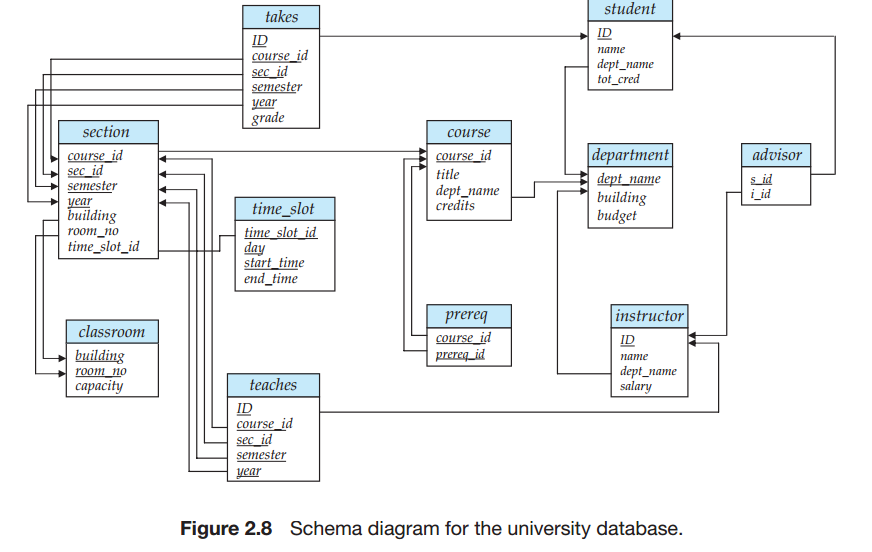 takes
ID
course_id
sec_id
semester
year
grade
student
ID
name
dept_name
tot_cred
section
course_id
sec_id
semester
year
building
room_no
time_slot_id
course
course_id
title
dept_name
credits
department
dept_name
building
budget
advisor
s_id
i_id
time_slot
time_slot_id
day
start_time
end_time
prereq
course_id
prereq_id
instructor
ID
name
dept_name
salary
classroom
building
room_no
capacity
teaches
ID
course_id
sec_id
semester
year
Figure 2.8 Schema diagram for the university database.